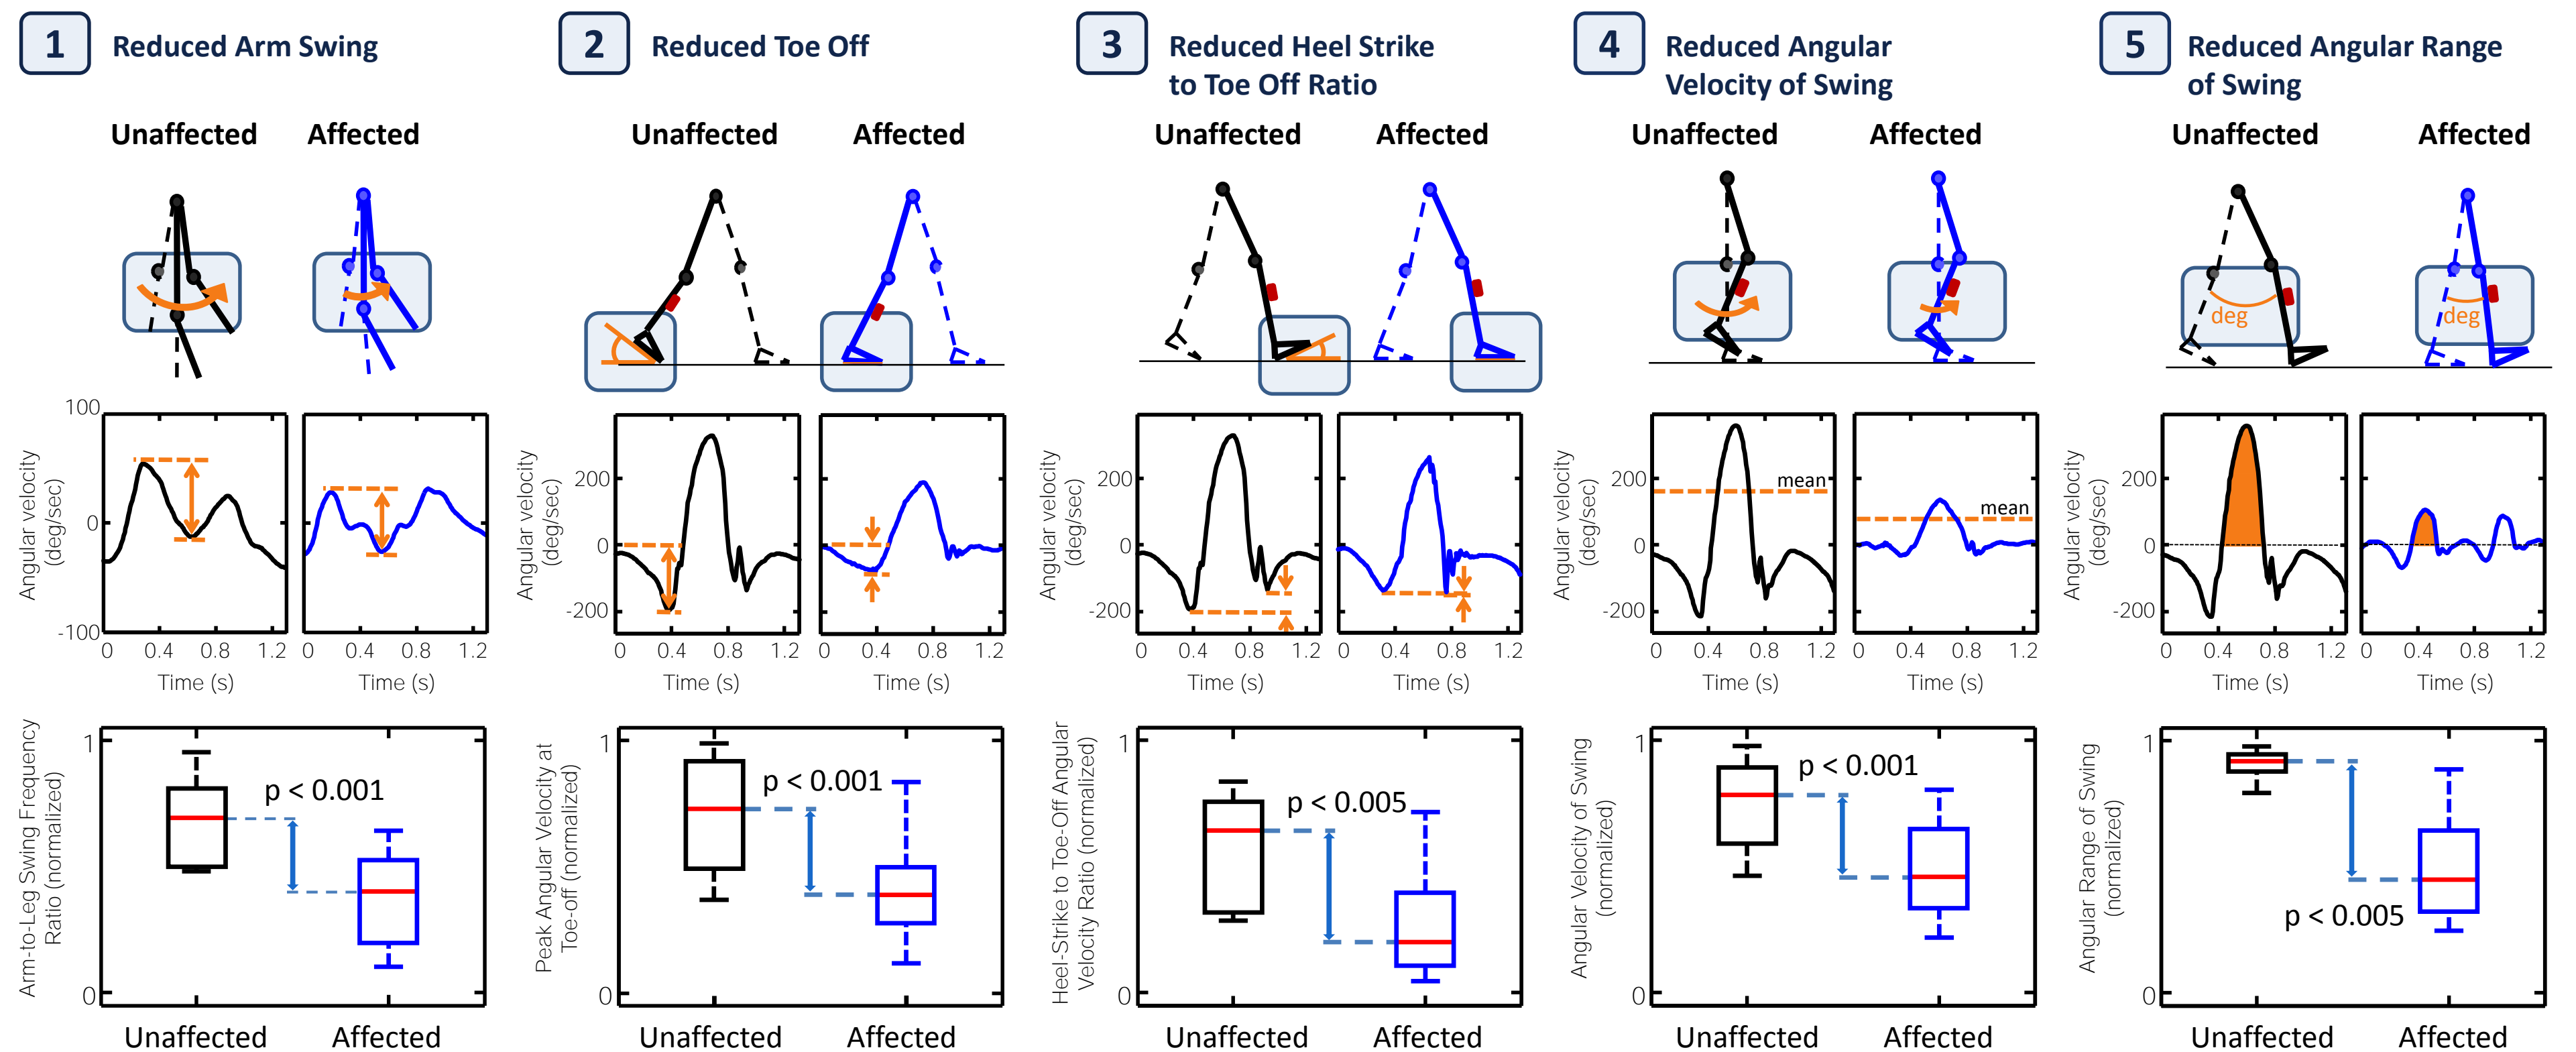 1 Reduced Arm Swing
Unaffected Affected
Angular velocity
(deg/sec)
100
0
-100
0 0.4 0.8 1.2
0 0.4 0.8 1.2
Time (s) Time (s)
Arm-to-Leg Swing Frequency
Ratio (normalized)
1
0
p < 0.001
Unaffected Affected
2 Reduced Toe Off
Unaffected Affected
Angular velocity
(deg/sec)
200
0
-200
0 0.4 0.8 1.2
0 0.4 0.8 1.2
Time (s) Time (s)
Peak Angular Velocity at
Toe-off (normalized)
1
0
p < 0.001
Unaffected Affected
3 Reduced Heel Strike
to Toe Off Ratio
Unaffected Affected
Angular velocity
(deg/sec)
200
0
-200
0 0.4 0.8 1.2
0 0.4 0.8 1.2
Time (s) Time (s)
Heel-Strike to Toe-Off Angular
Velocity Ratio (normalized)
1
0
p < 0.005
Unaffected Affected
4 Reduced Angular
Velocity of Swing
Unaffected Affected
Angular velocity
(deg/sec)
200
0
-200
mean
mean
0 0.4 0.8 1.2
0 0.4 0.8 1.2
Time (s) Time (s)
Angular Velocity of Swing
(normalized)
1
0
p < 0.001
Unaffected Affected
5 Reduced Angular Range
of Swing
Unaffected Affected
deg deg
Angular velocity
(deg/sec)
200
0
-200
0 0.4 0.8 1.2
0 0.4 0.8 1.2
Time (s) Time (s)
Angular Range of Swing
(normalized)
1
0
p < 0.005
Unaffected Affected